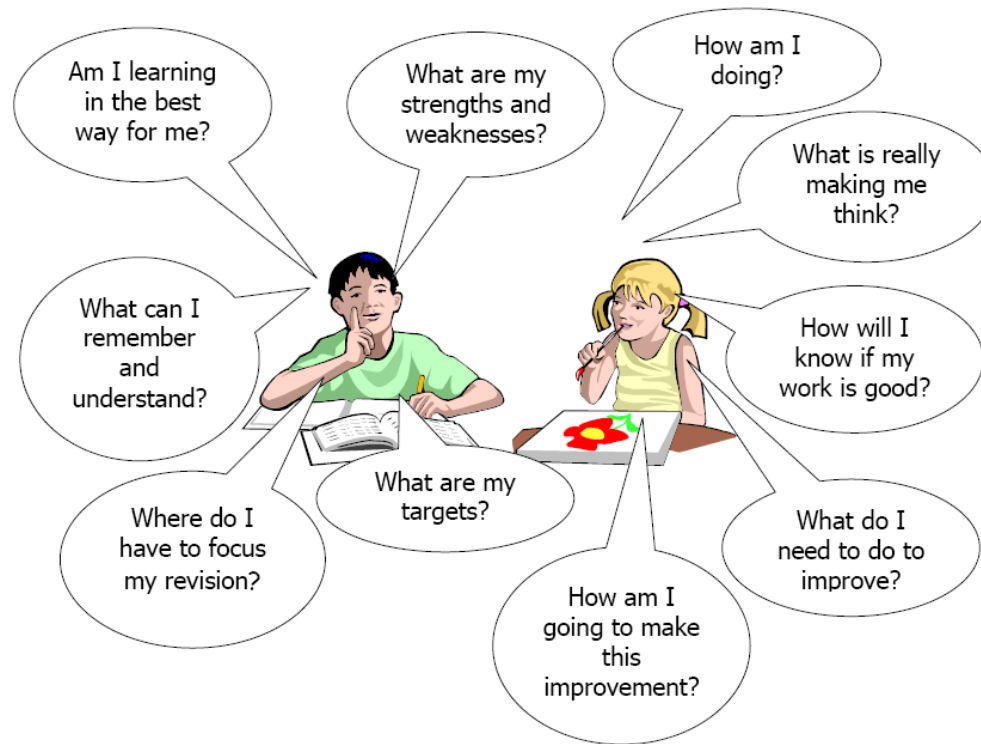 Am I learning
in the best
way for me?
What are my
strengths and
weaknesses?
How am I
doing?
What is really
making me
think?
What can I
remember
and
understand?
How will I
know if my
work is good?
Where do I
have to focus
my revision?
What are my
targets?
What do I
need to do to
improve?
How am I
going to make
this
improvement?